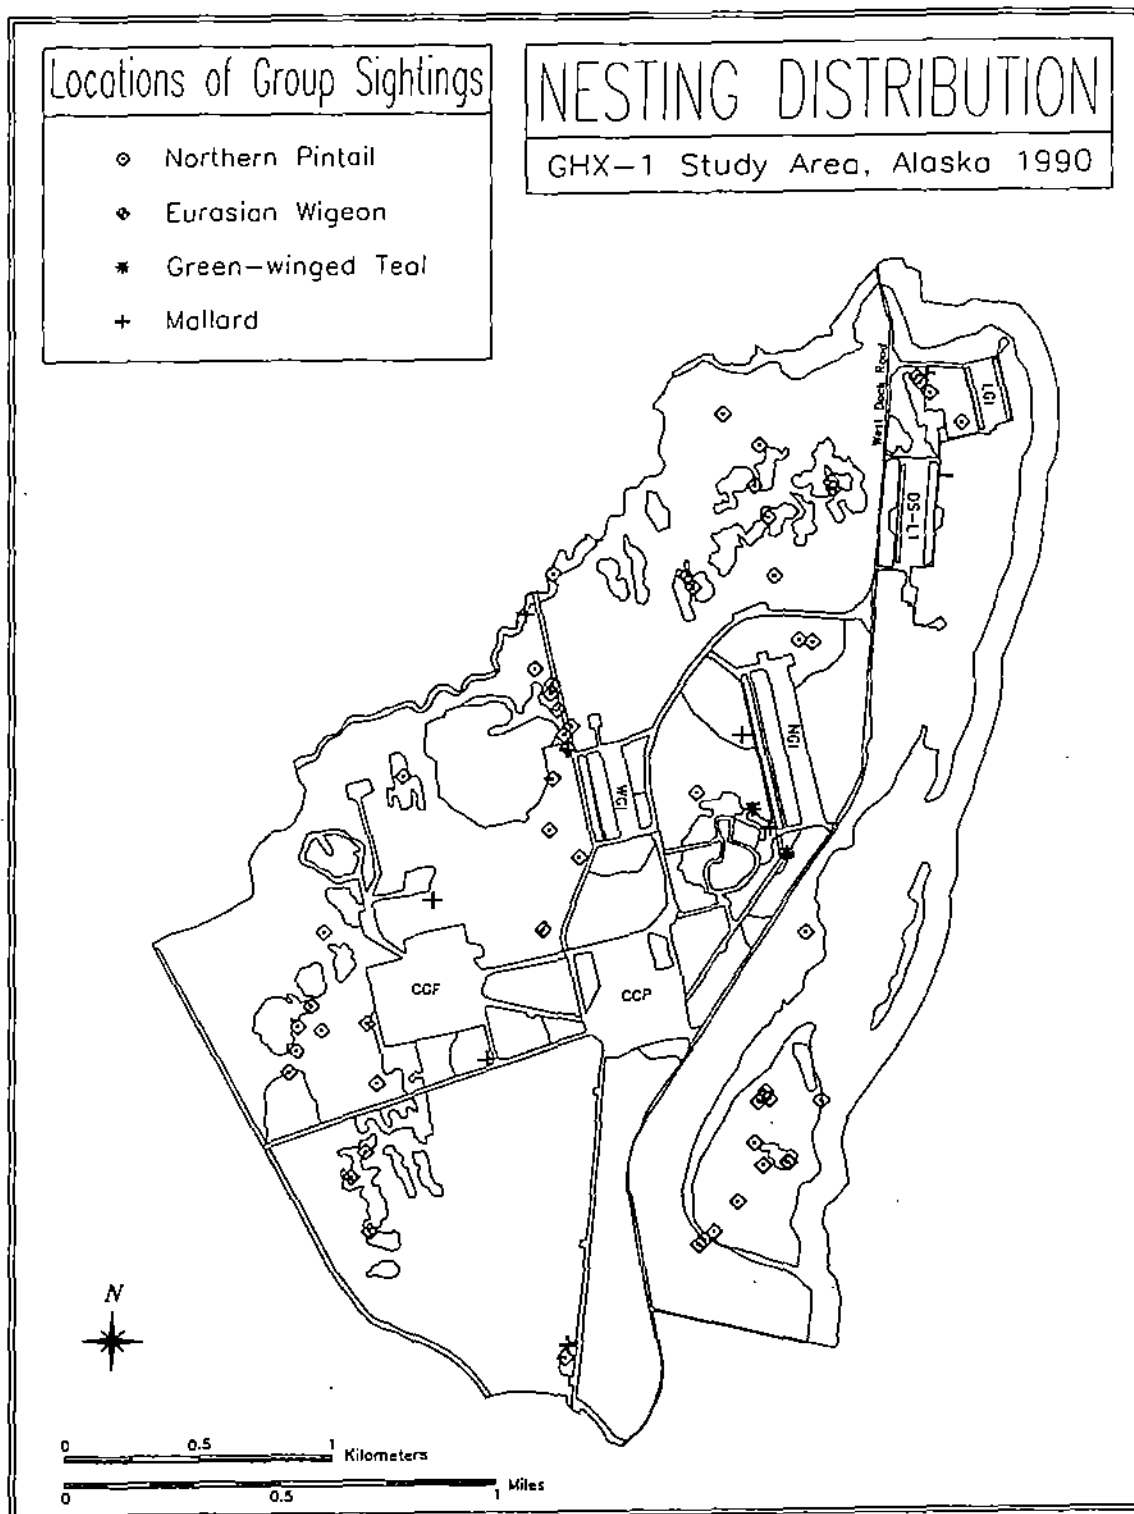 Locations of Group Sightings
Northern Pintail
Eurasian Wigeon
Green-winged Teal
Mallard
NESTING DISTRIBUTION
GHX-1 Study Area, Alaska 1990
West Dock Road
LGI
L1-SO
NGI
WGI
CCF
CCP
N
0 0.5 1 Kilometers
0 0.5 1 Miles